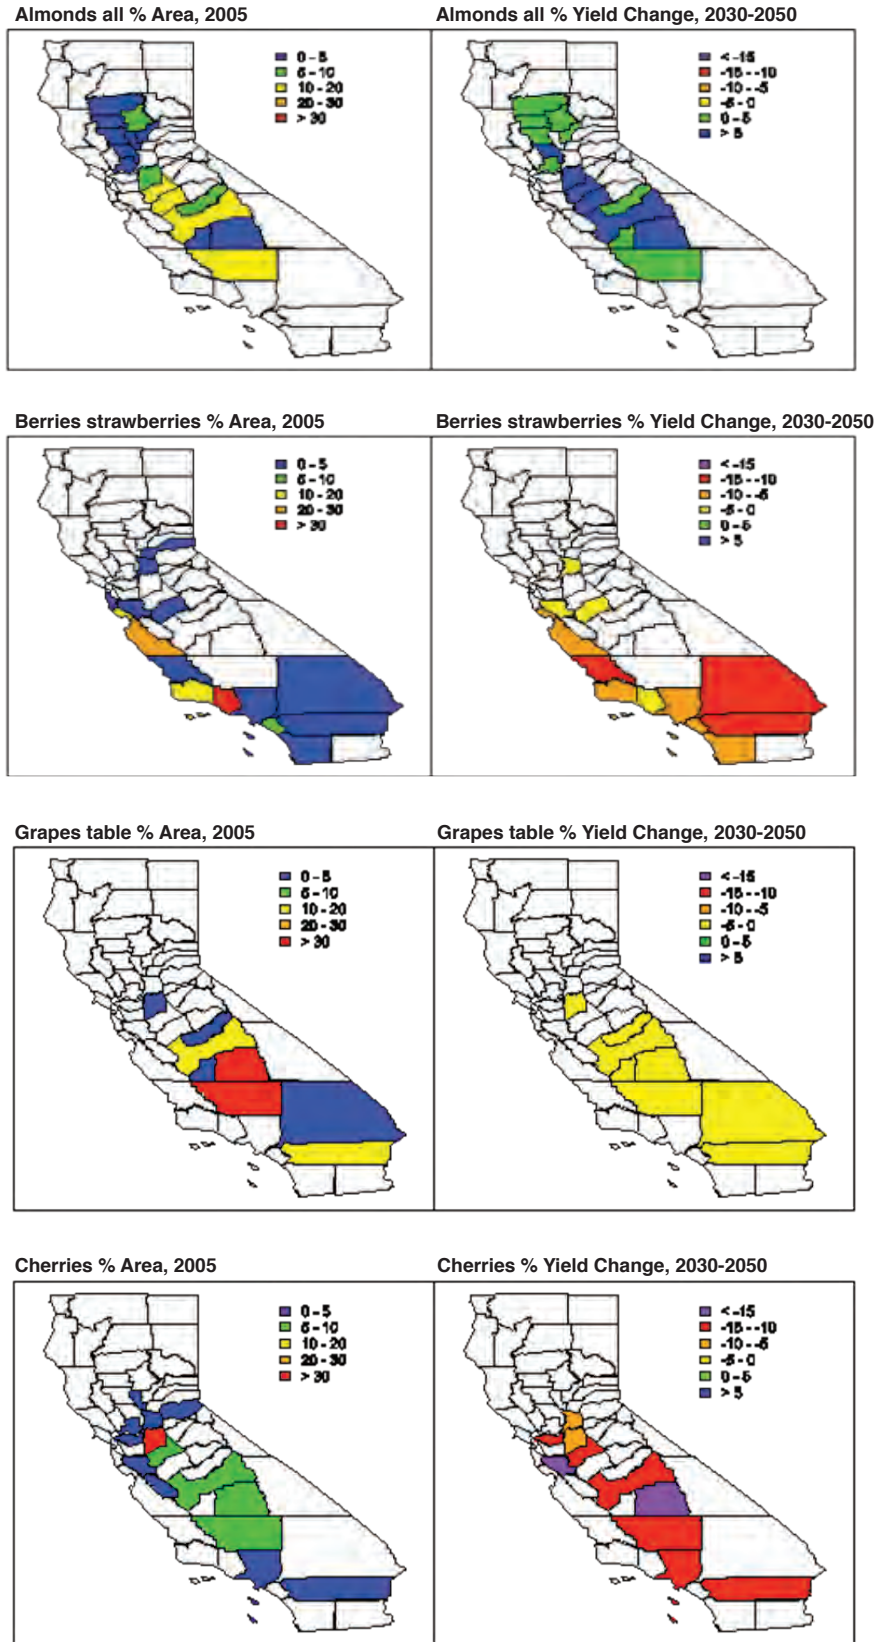 Almonds all % Area, 2005
Almonds all % Yield Change, 2030-2050
0 - 5
5 - 10
10 - 20
20 - 30
> 30
< -15
-15 - -10
-10 - -5
-5 - 0
0 - 5
> 5
Berries strawberries % Area, 2005
Berries strawberries % Yield Change, 2030-2050
0 - 5
5 - 10
10 - 20
20 - 30
> 30
< -15
-15 - -10
-10 - -5
-5 - 0
0 - 5
> 5
Grapes table % Area, 2005
Grapes table % Yield Change, 2030-2050
0 - 5
5 - 10
10 - 20
20 - 30
> 30
< -15
-15 - -10
-10 - -5
-5 - 0
0 - 5
> 5
Cherries % Area, 2005
Cherries % Yield Change, 2030-2050
0 - 5
5 - 10
10 - 20
20 - 30
> 30
< -15
-15 - -10
-10 - -5
-5 - 0
0 - 5
> 5